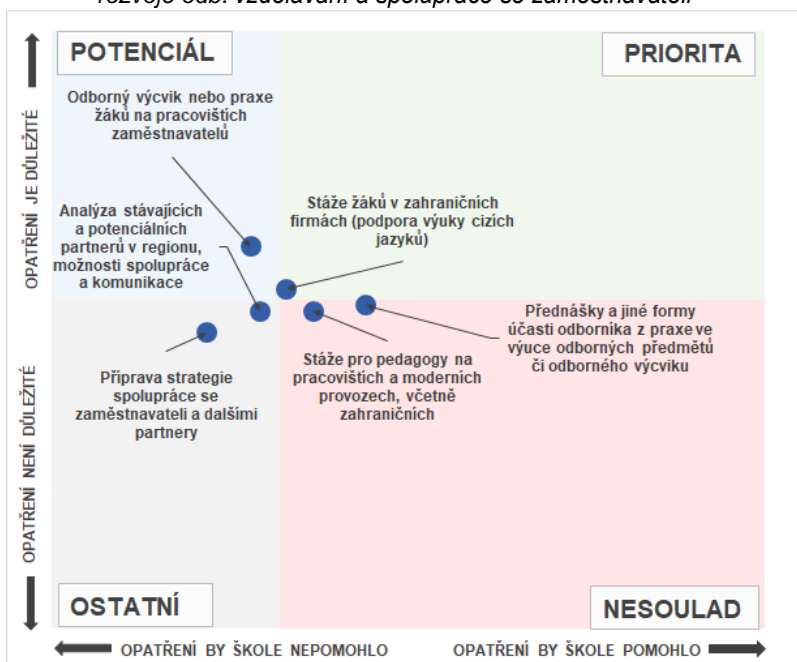 rozvoje odb. vzdělávání a spolupráce se zaměstnavateli
POTENCIÁL
PRIORITA
Odborný výcvik nebo praxe
žáků na pracovištích
zaměstnavatelů
Stáže žáků v zahraničních
firmách (podpora výuky cizích
jazyků)
Analýza stávajících
a potenciálních
partnerů v regionu,
možnosti spolupráce
a komunikace
Přednášky a jiné formy
účasti odborníka z praxe ve
výuce odborných předmětů
či odborného výcviku
Stáže pro pedagogy na
pracovištích a moderních
provozech, včetně
zahraničních
Příprava strategie
spolupráce se
zaměstnavateli a dalšími
partnery
OPATŘENÍ JE DŮLEŽITÉ
OPATŘENÍ NENÍ DŮLEŽITÉ
OSTATNÍ
NESOULAD
OPATŘENÍ BY ŠKOLE NEPOMOHLO
OPATŘENÍ BY ŠKOLE POMOHLO